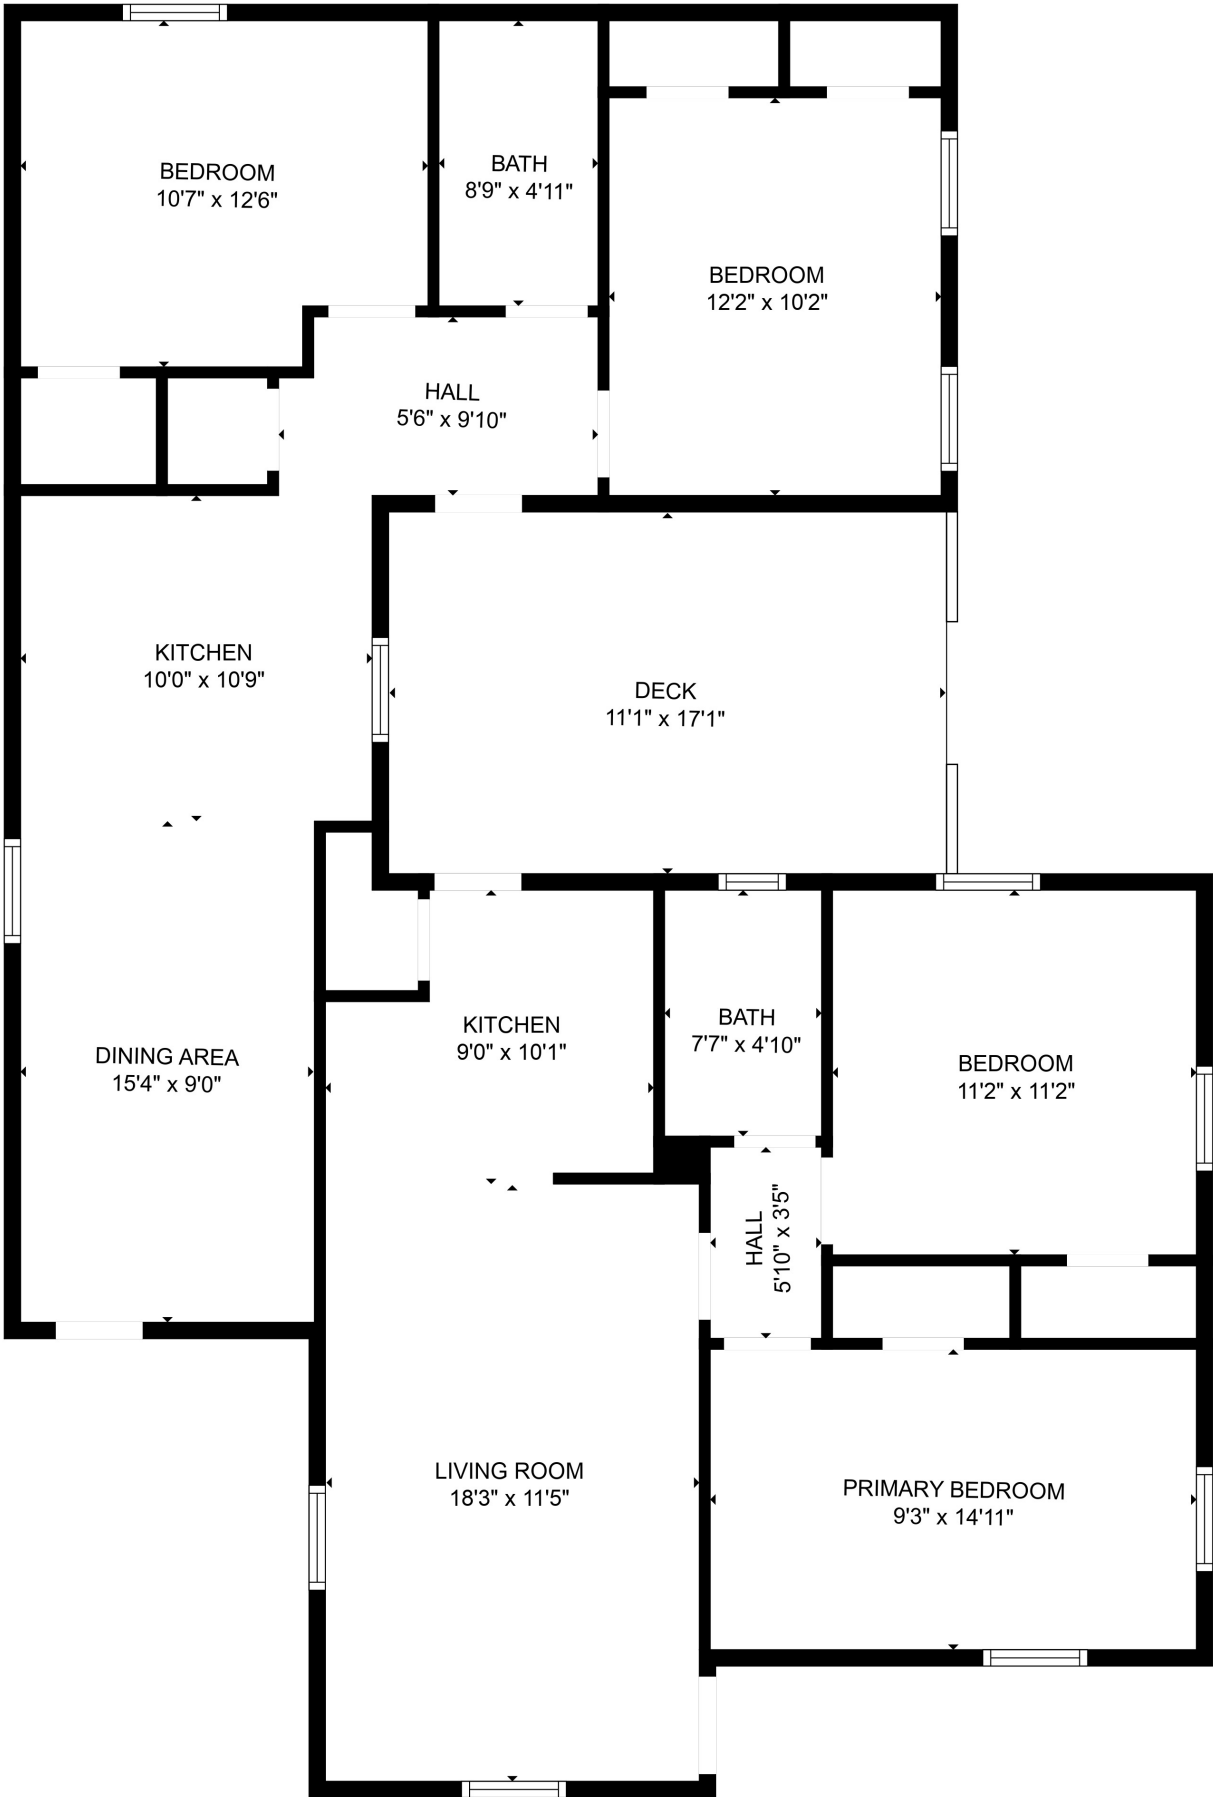 BEDROOM
10'7" x 12'6"
BATH
8'9" x 4'11"
BEDROOM
12'2" x 10'2"
HALL
5'6" x 9'10"
KITCHEN
10'0" x 10'9"
DECK
11'1" x 17'1"
DINING AREA
15'4" x 9'0"
KITCHEN
9'0" x 10'1"
BATH
7'7" x 4'10"
BEDROOM
11'2" x 11'2"
HALL
5'10" x 3'5"
LIVING ROOM
18'3" x 11'5"
PRIMARY BEDROOM
9'3" x 14'11"